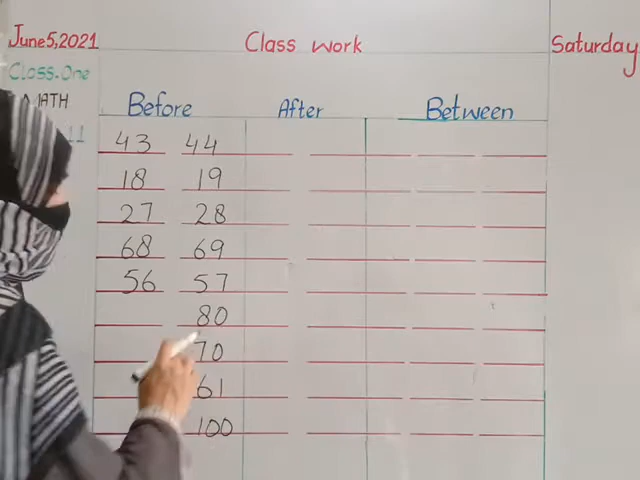 June 5, 2021 Class work Saturday
Class.One
MATH
11 Before After Between
43 44
18 19
27 28
68 69
56 57
80
70
61
100